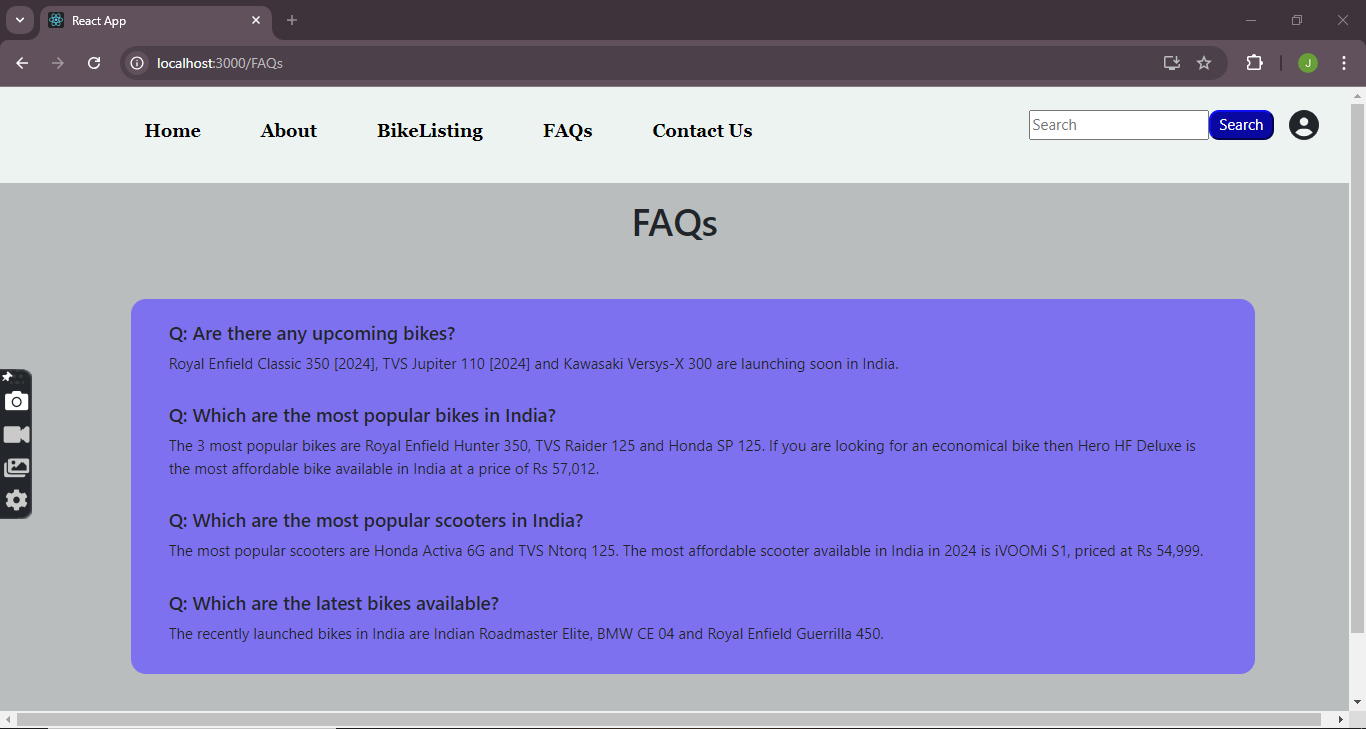 React App
localhost:3000/FAQs
J
Home About BikeListing FAQs Contact Us Search Search
FAQs
Q: Are there any upcoming bikes?
Royal Enfield Classic 350 [2024], TVS Jupiter 110 [2024] and Kawasaki Versys-X 300 are launching soon in India.
Q: Which are the most popular bikes in India?
The 3 most popular bikes are Royal Enfield Hunter 350, TVS Raider 125 and Honda SP 125. If you are looking for an economical bike then Hero HF Deluxe is
the most affordable bike available in India at a price of Rs 57,012.
Q: Which are the most popular scooters in India?
The most popular scooters are Honda Activa 6G and TVS Ntorq 125. The most affordable scooter available in India in 2024 is iVOOMi S1, priced at Rs 54,999.
Q: Which are the latest bikes available?
The recently launched bikes in India are Indian Roadmaster Elite, BMW CE 04 and Royal Enfield Guerrilla 450.